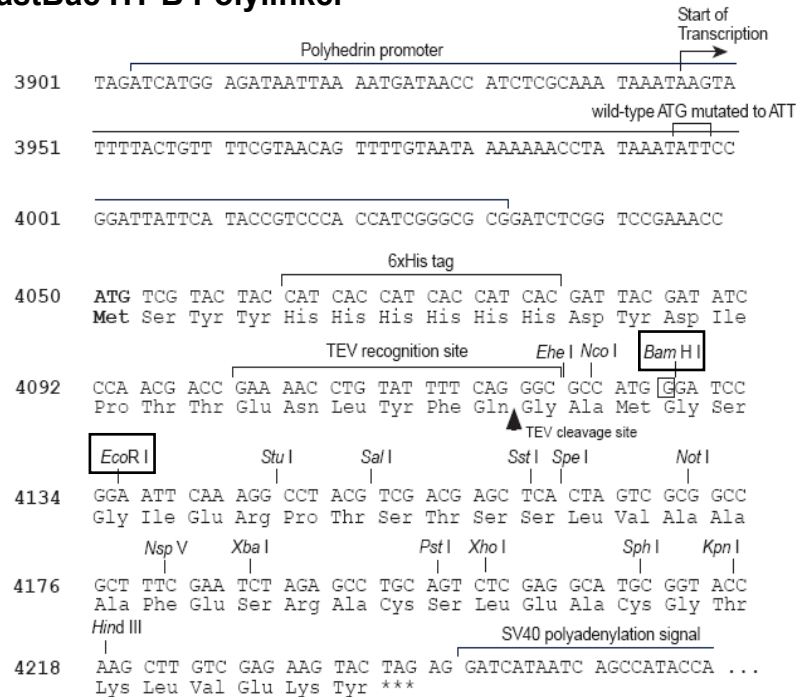 astBac HT B Polylinker
Start of
Transcription
Polyhedrin promoter
3901 TAGATCATGG AGATAATTAA AATGATAACC ATCTCGCAAA TAAATAAGTA
wild-type ATG mutated to ATT
3951 TTTTACTGTT TTCGTAACAG TTTTGTAATA AAAAAACCTA TAAATATTCC
4001 GGATTATTCA TACCGTCCCA CCATCGGGCG CGGATCTCGG TCCGAAACC
6xHis tag
4050 ATG TCG TAC TAC CAT CAC CAT CAC CAT CAC GAT TAC GAT ATC
Met Ser Tyr Tyr His His His His His His Asp Tyr Asp Ile
TEV recognition site Ehe I Nco I Bam H I
4092 CCA ACG ACC GAA AAC CTG TAT TTT CAG GGC GCC ATG GGA TCC
Pro Thr Thr Glu Asn Leu Tyr Phe Gln Gly Ala Met Gly Ser
TEV cleavage site
EcoR I Stu I Sal I Sst I Spe I Not I
4134 GGA ATT CAA AGG CCT ACG TCG ACG AGC TCA CTA GTC GCG GCC
Gly Ile Glu Arg Pro Thr Ser Thr Ser Ser Leu Val Ala Ala
Nsp V Xba I Pst I Xho I Sph I Kpn I
4176 GCT TTC GAA TCT AGA GCC TGC AGT CTC GAG GCA TGC GGT ACC
Ala Phe Glu Ser Arg Ala Cys Ser Leu Glu Ala Cys Gly Thr
Hind III
SV40 polyadenylation signal
4218 AAG CTT GTC GAG AAG TAC TAG AG GATCATAATC AGCCATACCA ...
Lys Leu Val Glu Lys Tyr ***